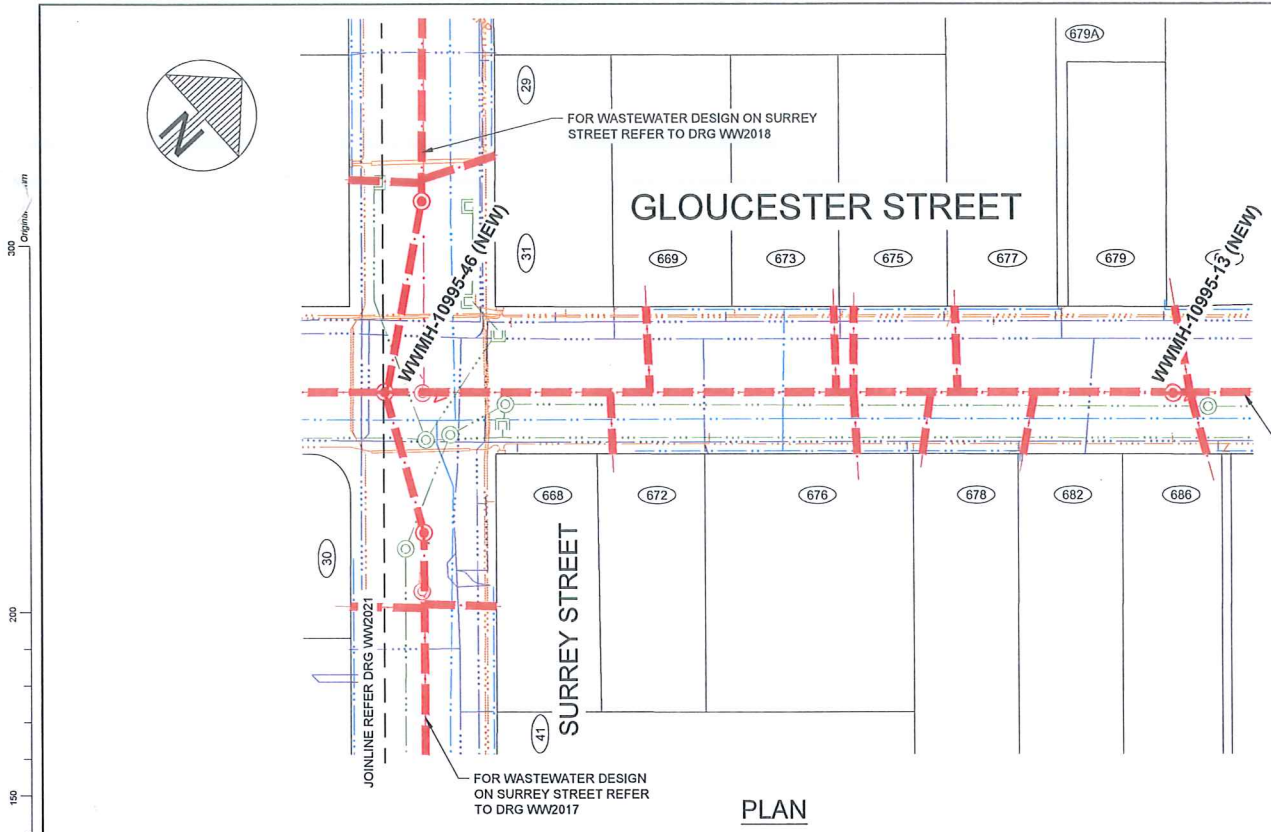 679A
29
FOR WASTEWATER DESIGN ON SURREY
STREET REFER TO DRG WW2018
N
GLOUCESTER STREET
WWMH-10995-46 (NEW)
WWMH-10995-13 (NEW)
300
31
669
673
675
677
679
668
672
676
678
682
686
30
SURREY STREET
200
JOINLINE REFER DRG WW2021
41
FOR WASTEWATER DESIGN
ON SURREY STREET REFER
TO DRG WW2017
PLAN
150